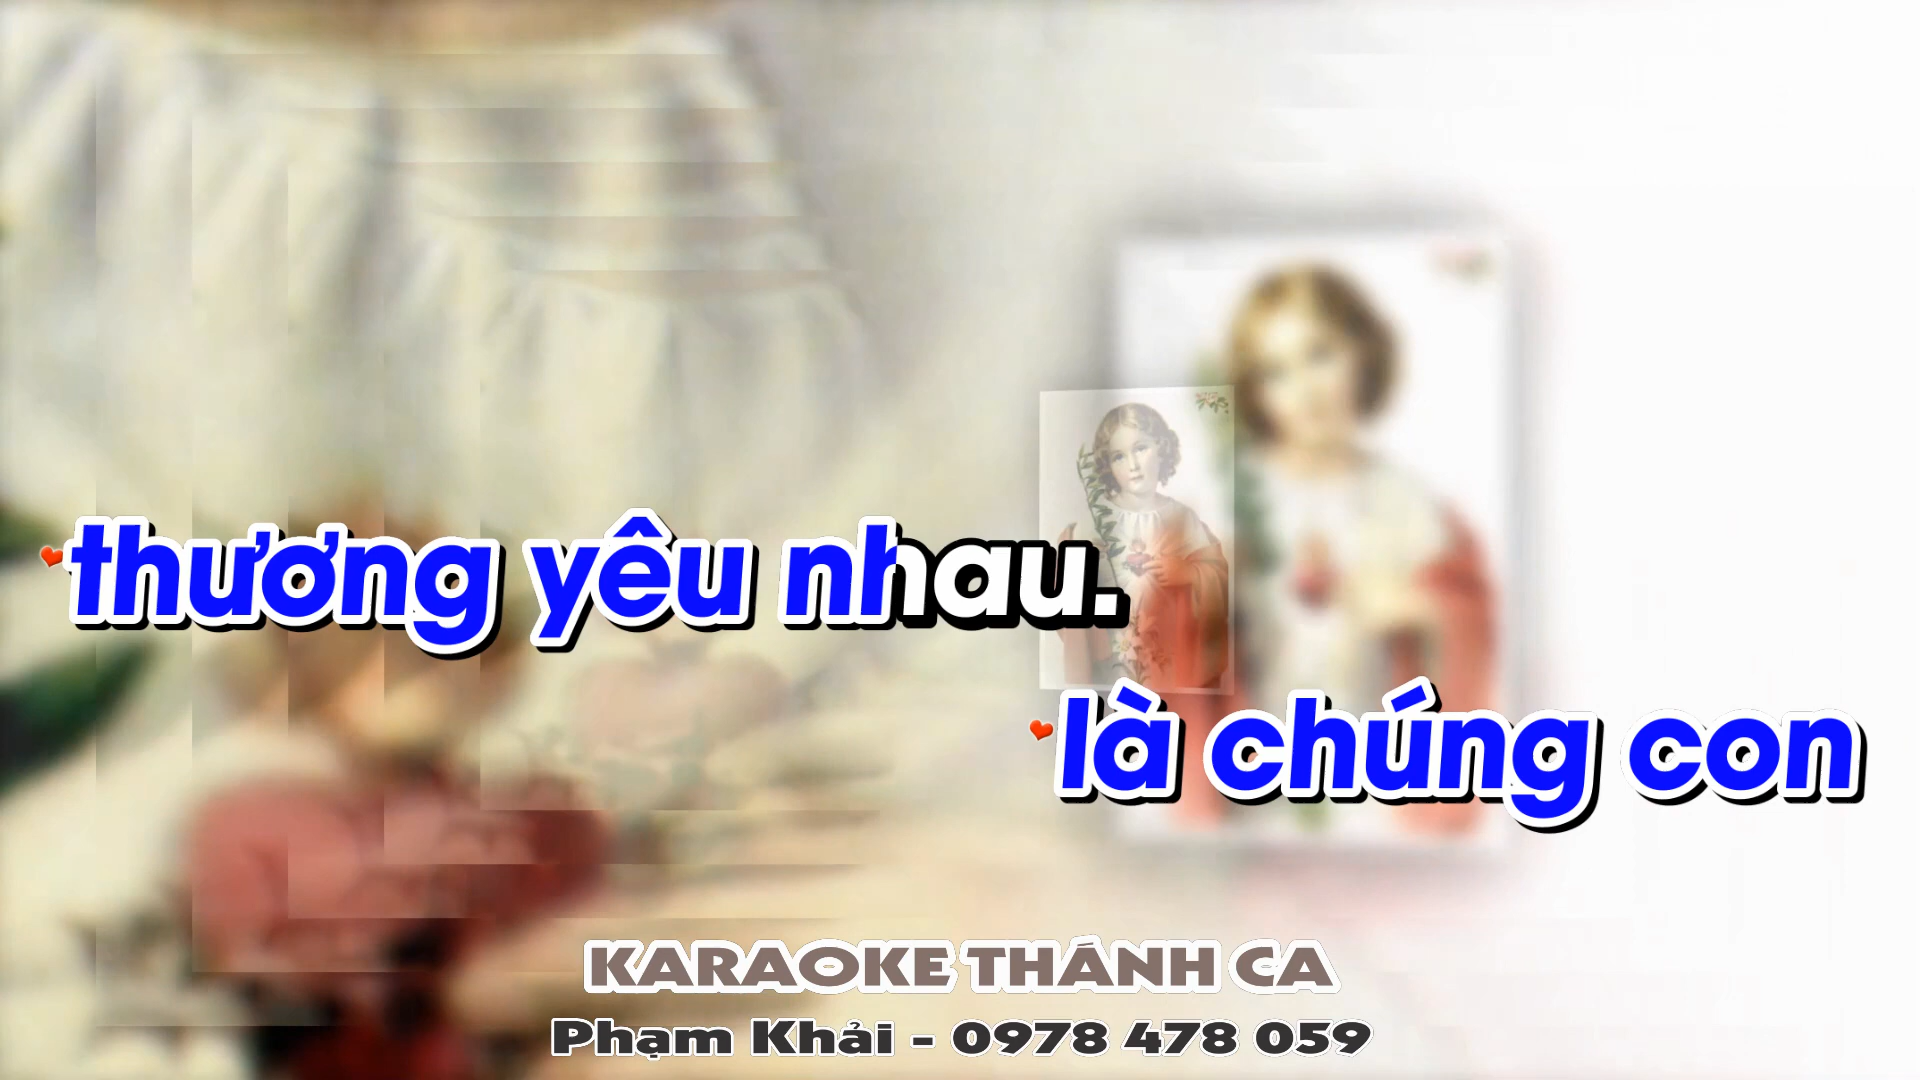 thương yêu nhau.
là chúng con
KARAOKE THÁNH CA
Phạm Khải - 0978 478 059